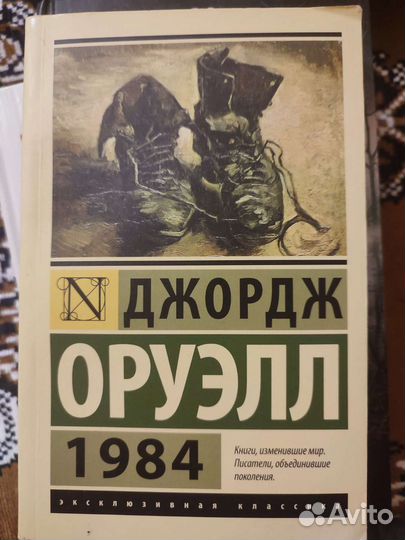 N
ДЖОРДЖ
ОРУЭЛЛ
1984
Книги, изменившие мир.
Писатели, объединившие
поколения.
эксклюзивная классика
Avito